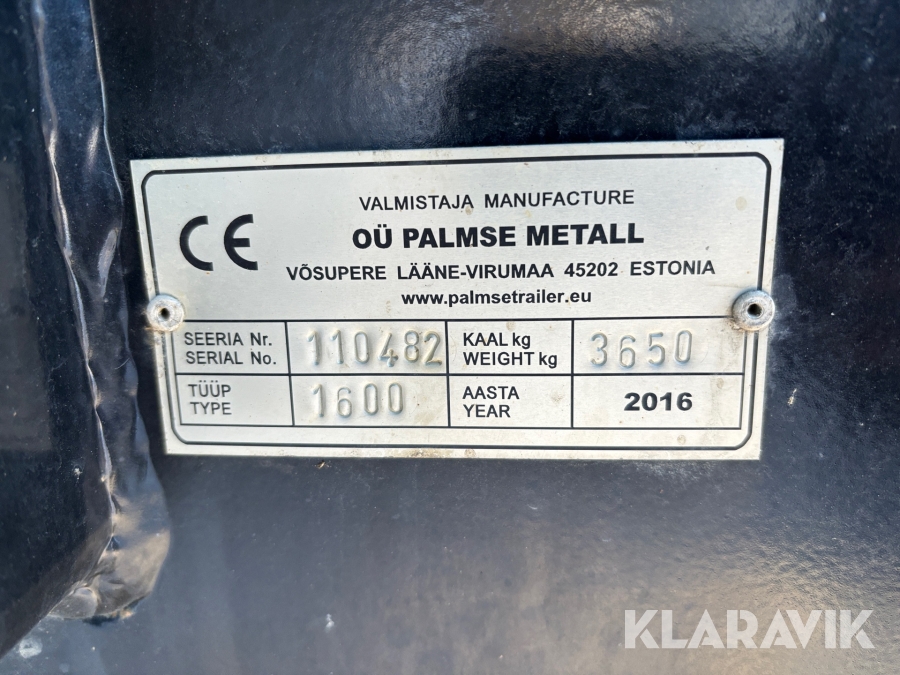 CE
VALMISTAJA MANUFACTURE
OÜ PALMSE METALL
VÕSUPERE LÄÄNE-VIRUMAA 45202 ESTONIA
www.palmsetrailer.eu
SEERIA Nr.
SERIAL No.
110482
KAAL kg
WEIGHT kg
3650
TÜÜP
TYPE
1600
AASTA
YEAR
2016
KLARAVIK